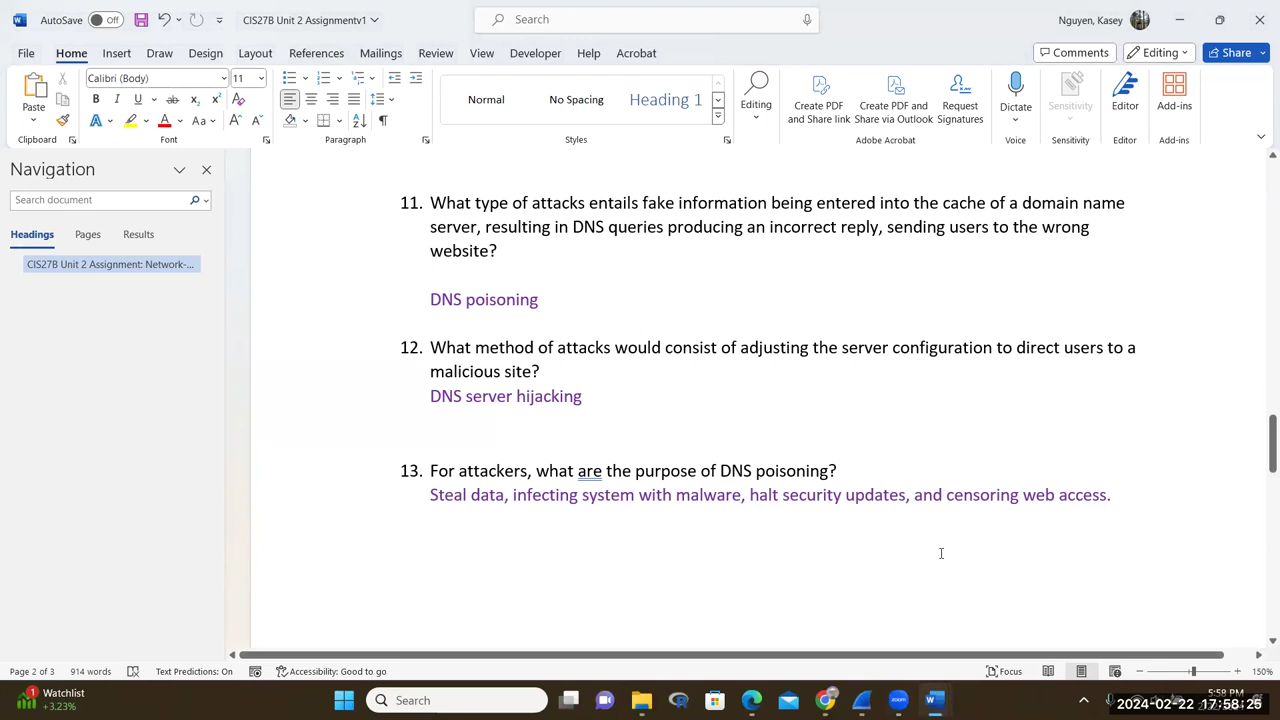 AutoSave Off CIS27B Unit 2 Assignmentv1 Search Nguyen, Kasey
File Home Insert Draw Design Layout References Mailings Review View Developer Help Acrobat Comments Editing Share
Calibri (Body) 11
Paste
Normal No Spacing Heading 1
Editing
Create PDF and Share link
Create PDF and Share via Outlook
Request Signatures
Dictate
Sensitivity
Editor
Add-ins
Clipboard Font Paragraph Styles Adobe Acrobat Voice Sensitivity Editor Add-ins
Navigation
Search document
Headings Pages Results
CIS27B Unit 2 Assignment: Network-...
11. What type of attacks entails fake information being entered into the cache of a domain name
server, resulting in DNS queries producing an incorrect reply, sending users to the wrong
website?
DNS poisoning
12. What method of attacks would consist of adjusting the server configuration to direct users to a
malicious site?
DNS server hijacking
13. For attackers, what are the purpose of DNS poisoning?
Steal data, infecting system with malware, halt security updates, and censoring web access.
Page 2 of 3 914 words Text Predictions: On Accessibility: Good to go Focus 150%
1 Watchlist
+3.23%
Search
5:58 PM
2024-02-22 17:58:25